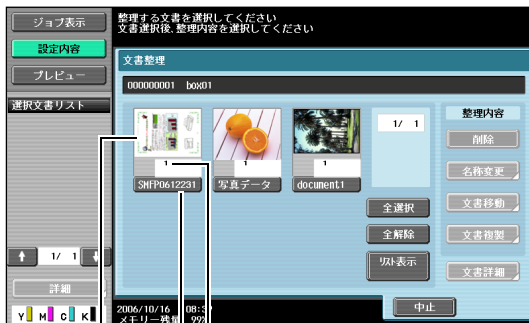 ジョブ表示
設定内容
プレビュー
選択文書リスト
1/ 1
詳細
Y M C K
整理する文書を選択してください
文書選択後、整理内容を選択してください
文書整理
000000001 box01
1
1
1
SMFP0612231
写真データ
document1
1/ 1
全選択
全解除
リスト表示
整理内容
削除
名称変更
文書移動
文書複製
文書詳細
中止
2006/10/16 08:3
メモリー残量 99%